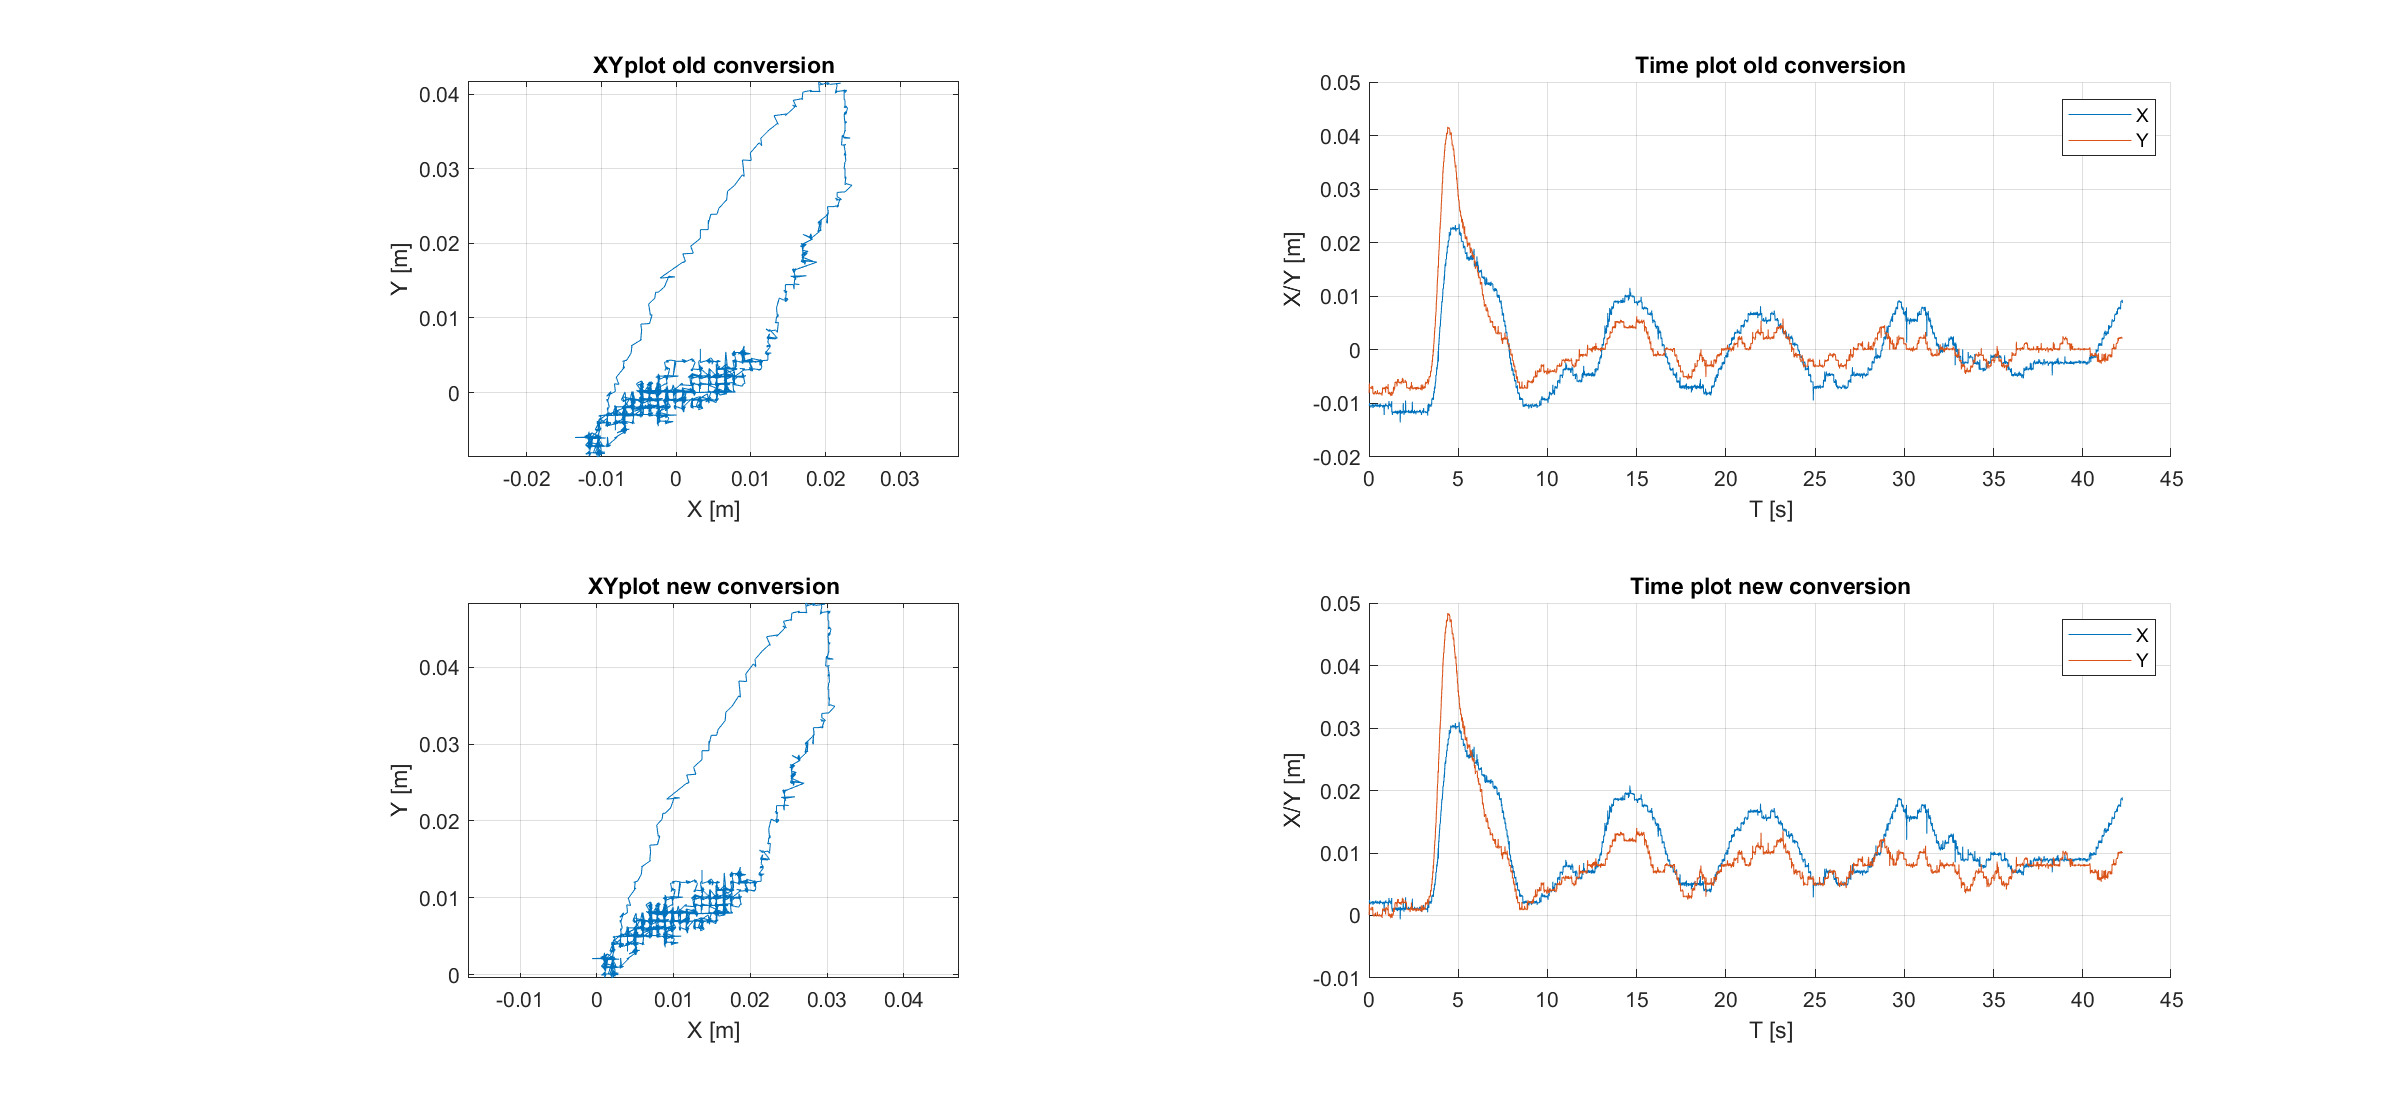 XYplot old conversion
0.04
0.03
0.02
0.01
0
Y [m]
-0.02 -0.01 0 0.01 0.02 0.03
X [m]
Time plot old conversion
0.05
0.04
0.03
0.02
0.01
0
-0.01
-0.02
X/Y [m]
X
Y
0 5 10 15 20 25 30 35 40 45
T [s]
XYplot new conversion
0.04
0.03
0.02
0.01
0
Y [m]
-0.01 0 0.01 0.02 0.03 0.04
X [m]
Time plot new conversion
0.05
0.04
0.03
0.02
0.01
0
-0.01
X/Y [m]
X
Y
0 5 10 15 20 25 30 35 40 45
T [s]